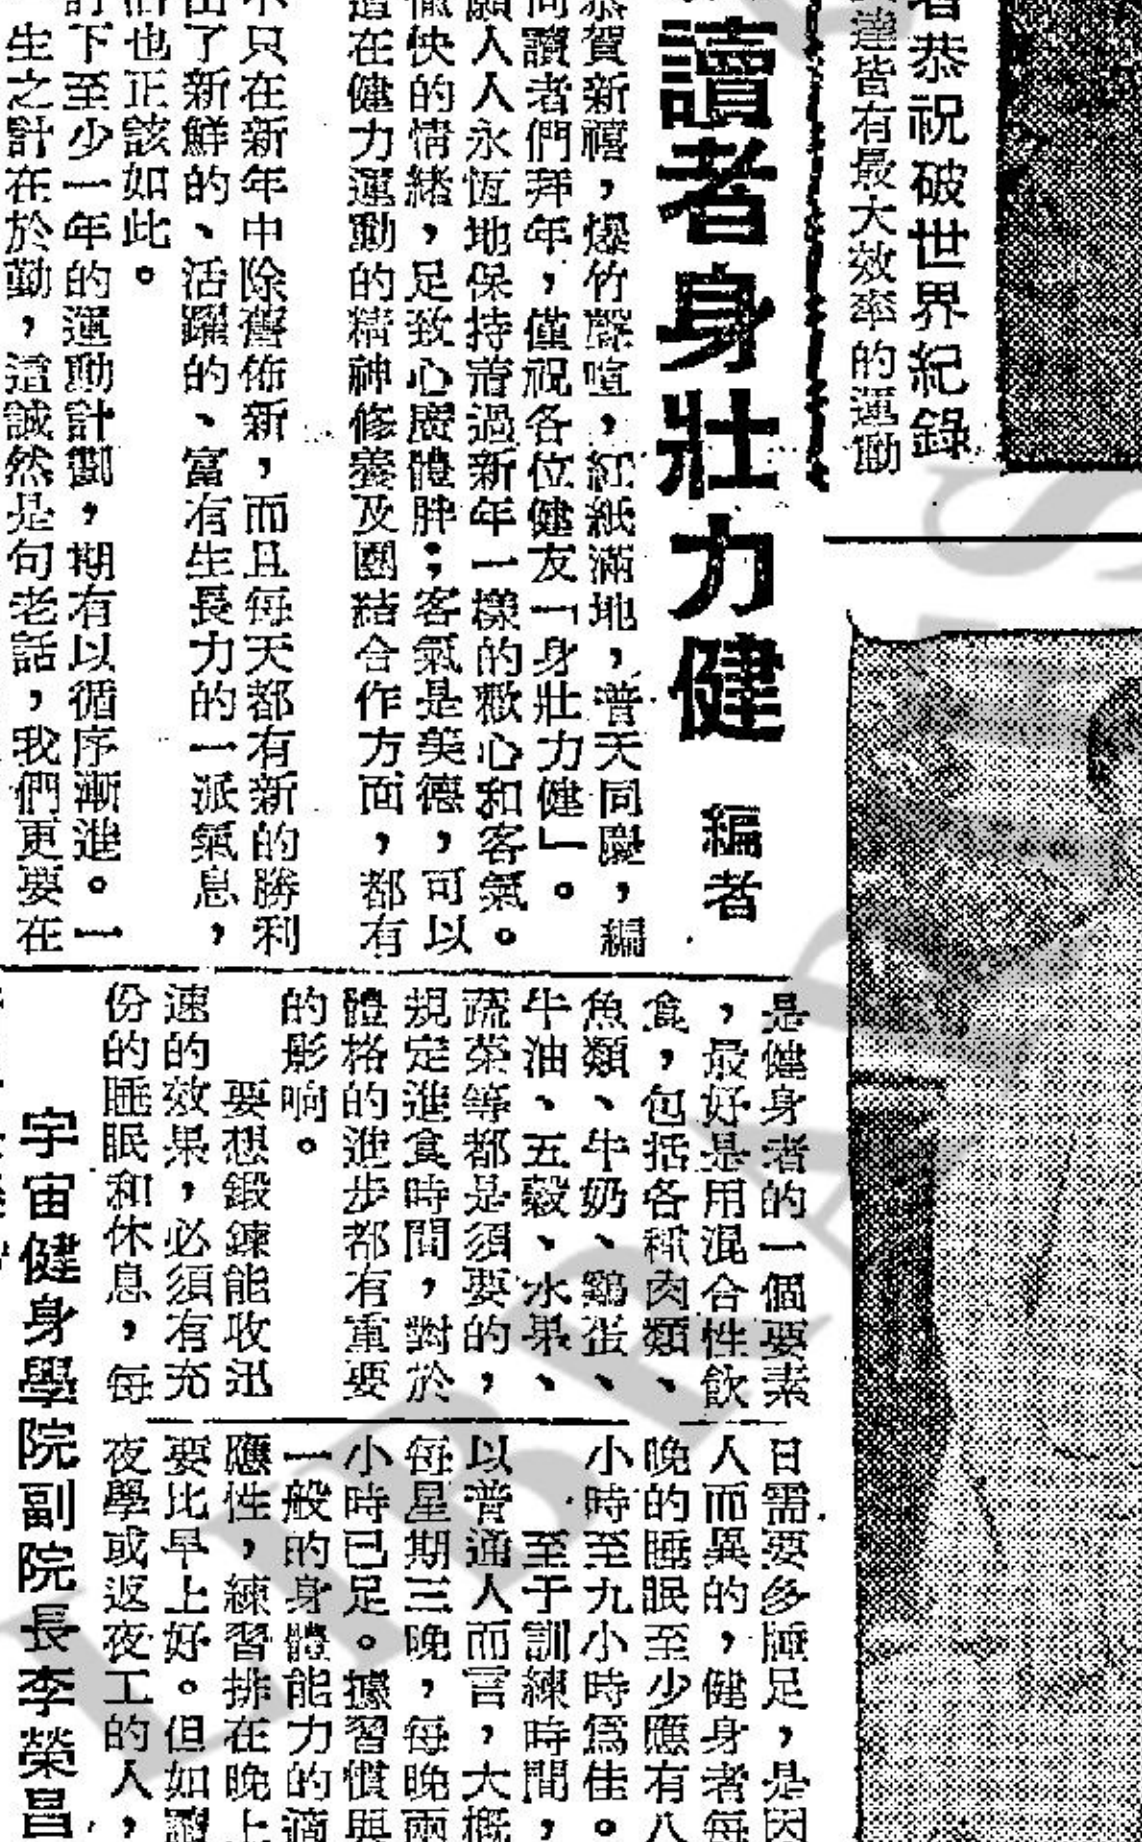 者恭祝破世界紀錄
達皆有最大效率的運動
讀者身壯力健
編者
恭賀新禧，爆竹聲喧，紅紙滿地，普天同慶，編
向讀者們拜年，僅祝各位健友「身壯力健」。
願人人永恆地保持着過新年一樣的歡心和客氣。
愉快的情緒，足致心廣體胖；客氣是美德，可以
這在健力運動的精神修養及團結合作方面，都有
不只在新年中除舊佈新，而且每天都有新的勝利
出了新鮮的、活躍的、富有生長力的一派氣息，
活也正該如此。
訂下至少一年的運動計劃，期有以循序漸進。一
生之計在於勤，這誠然是句老話，我們更要在
是健身者的一個要素
，最好是用混合性飲
食，包括各種肉類、
魚類、牛奶、鷄蛋、
牛油、五穀、水果、
蔬菜等都是須要的，
規定進食時間，對於
體格的進步都有重要
的影响。
要想鍛鍊能收迅
速的效果，必須有充
份的睡眠和休息，每
日需要多睡足，是因
人而異的，健身者每
晚的睡眠至少應有八
小時至九小時爲佳。
至于訓練時間，
以普通人而言，大概
每星期三晚，每晚兩
小時已足。據習慣與
一般的身體能力的適
應性，練習排在晚上
要比早上好。但如讀
夜學或返夜工的人，
宇宙健身學院副院長李榮昌
LIBRARIES